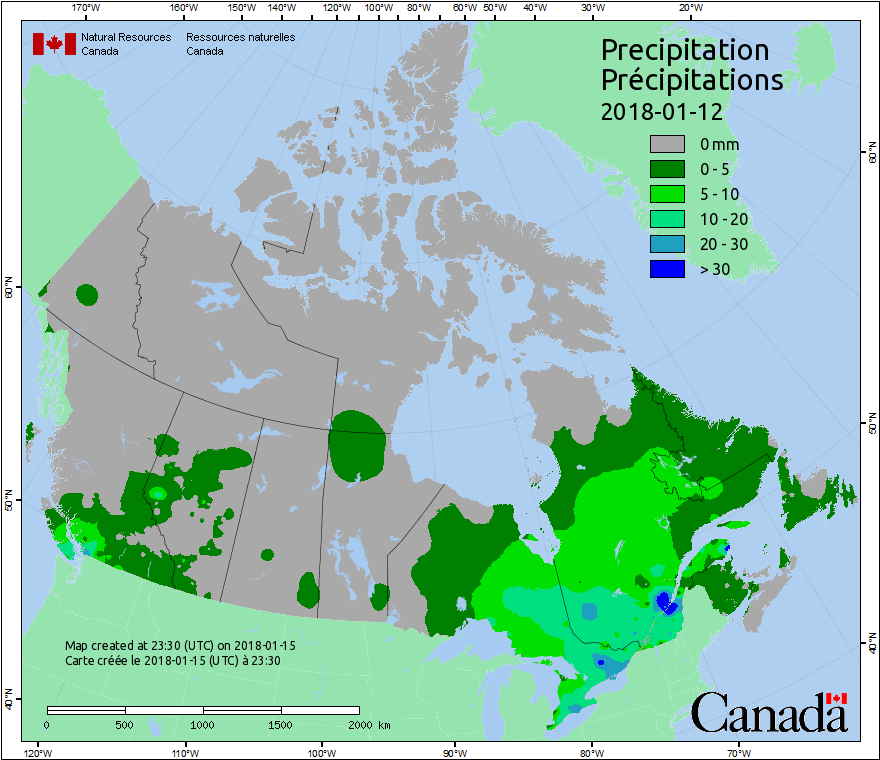 170°W 160°W 150°W 140°W 120°W 100°W 80°W 60°W 50°W 40°W 30°W 20°W
Natural Resources Ressources naturelles
Canada Canada
Precipitation
Précipitations
2018-01-12
0 mm
0 - 5
5 - 10
10 - 20
20 - 30
> 30
60°N
60°N
50°N
50°N
40°N
40°N
Map created at 23:30 (UTC) on 2018-01-15
Carte créée le 2018-01-15 (UTC) à 23:30
0 500 1000 1500 2000 km
Canada
120°W 110°W 100°W 90°W 80°W 70°W